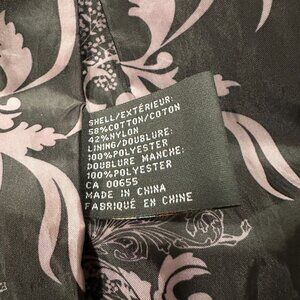 SHELL/EXTÉRIEUR:
58%COTTON/COTON
42%NYLON
LINING/DOUBLURE:
100%POLYESTER
DOUBLURE MANCHE:
100%POLYESTER
CA 00655
MADE IN CHINA
FABRIQUÉ EN CHINE